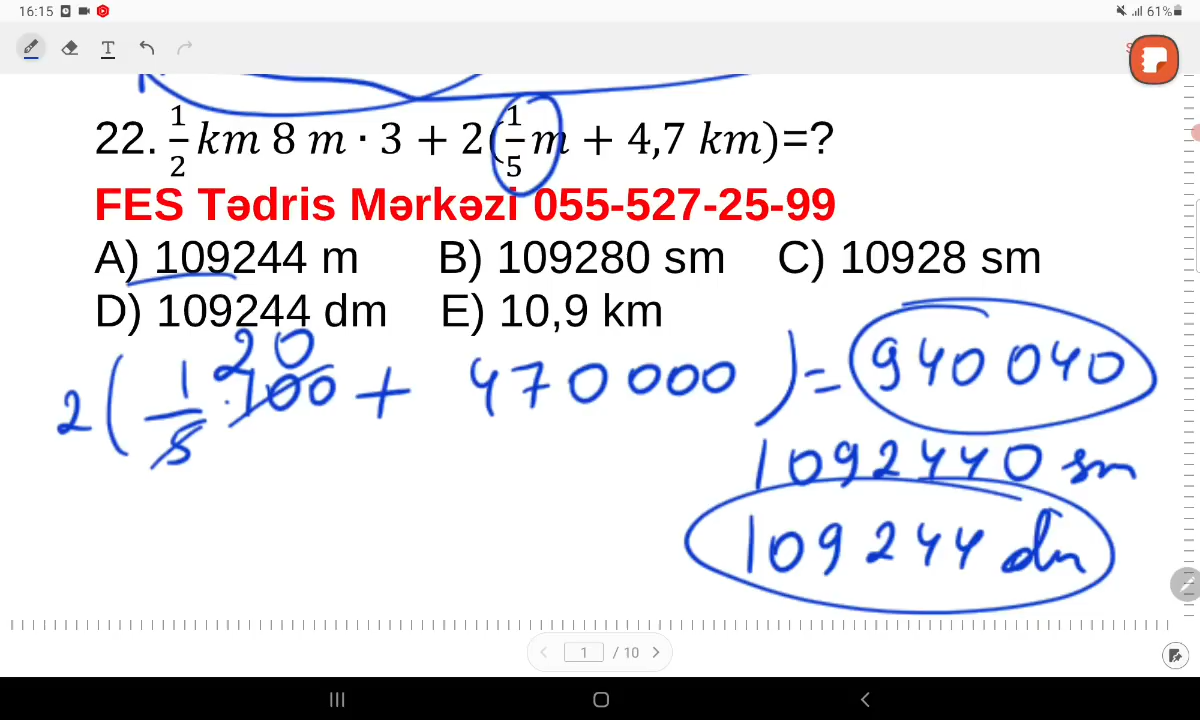 16:15 61%
22. 1/2 km 8 m · 3 + 2(1/5 m + 4,7 km)=?
FES Tədris Mərkəzi 055-527-25-99
A) 109244 m B) 109280 sm C) 10928 sm
D) 109244 dm E) 10,9 km
20
2 ( 1/5 · 100 + 470000 ) = 940040
1092440 sm
109244 dm
1 / 10